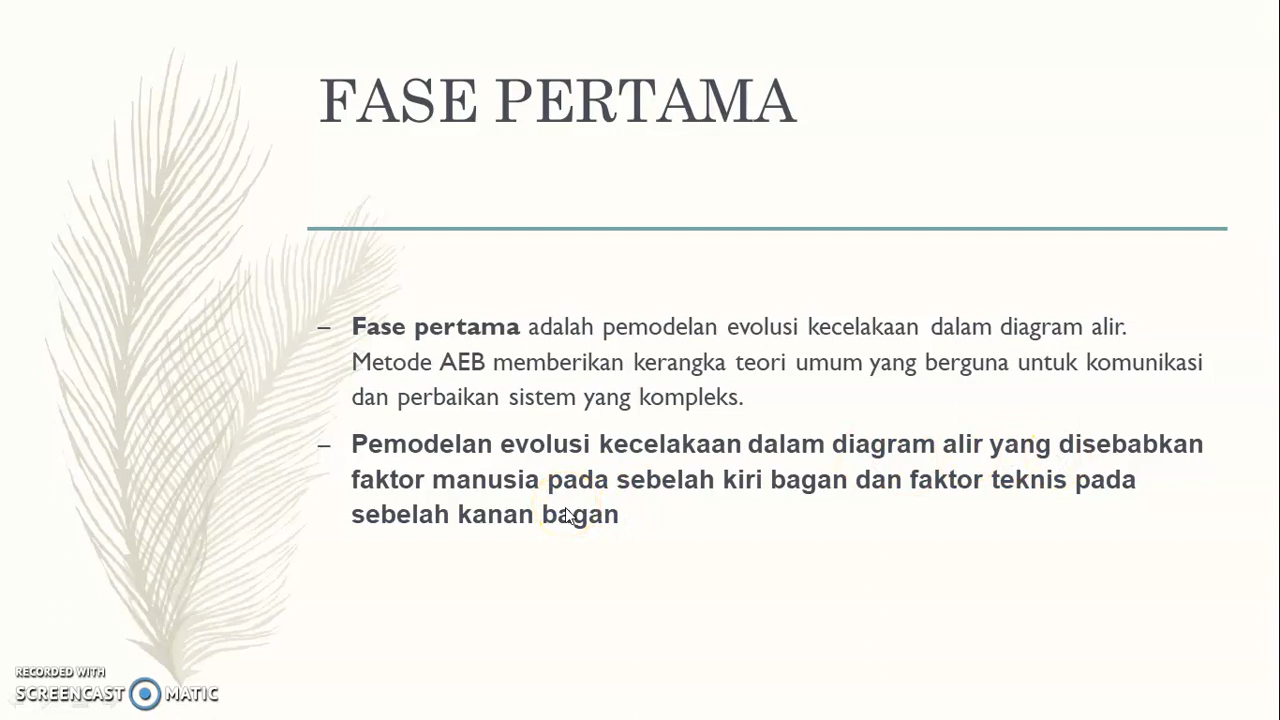 FASE PERTAMA
– Fase pertama adalah pemodelan evolusi kecelakaan dalam diagram alir.
Metode AEB memberikan kerangka teori umum yang berguna untuk komunikasi
dan perbaikan sistem yang kompleks.
– Pemodelan evolusi kecelakaan dalam diagram alir yang disebabkan
faktor manusia pada sebelah kiri bagan dan faktor teknis pada
sebelah kanan bagan
RECORDED WITH
SCREENCAST MATIC